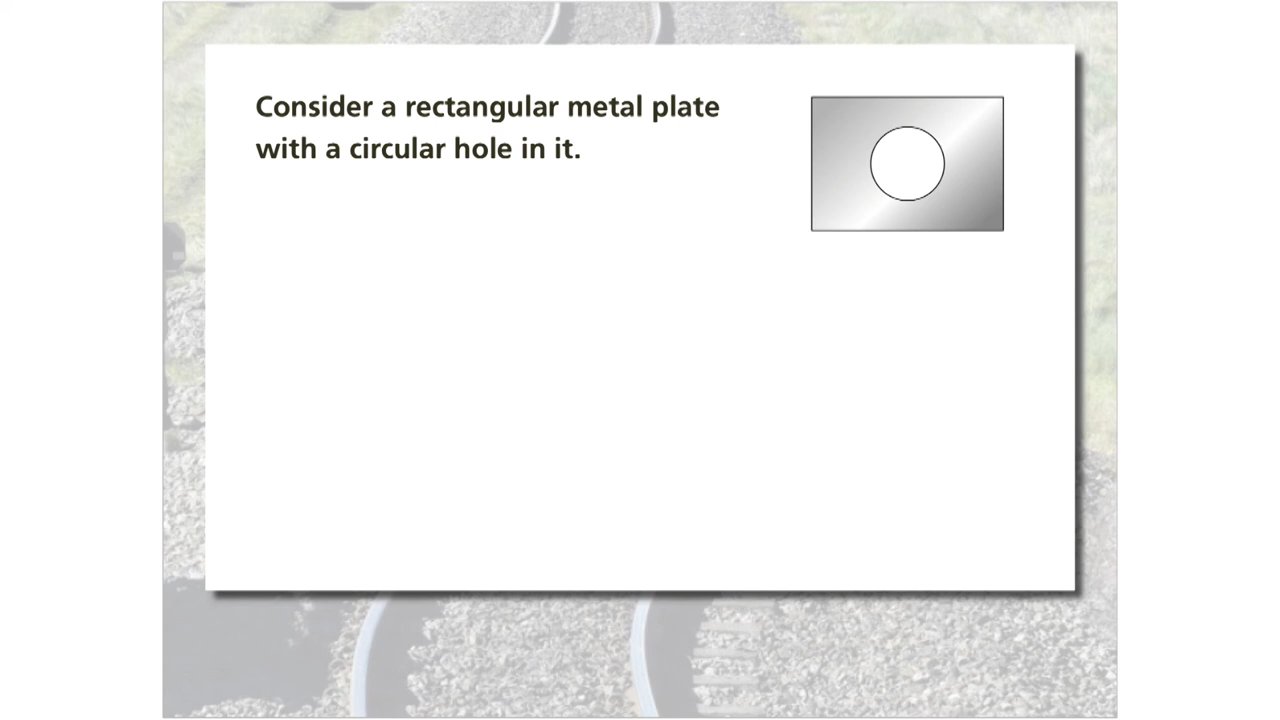 Consider a rectangular metal plate
with a circular hole in it.